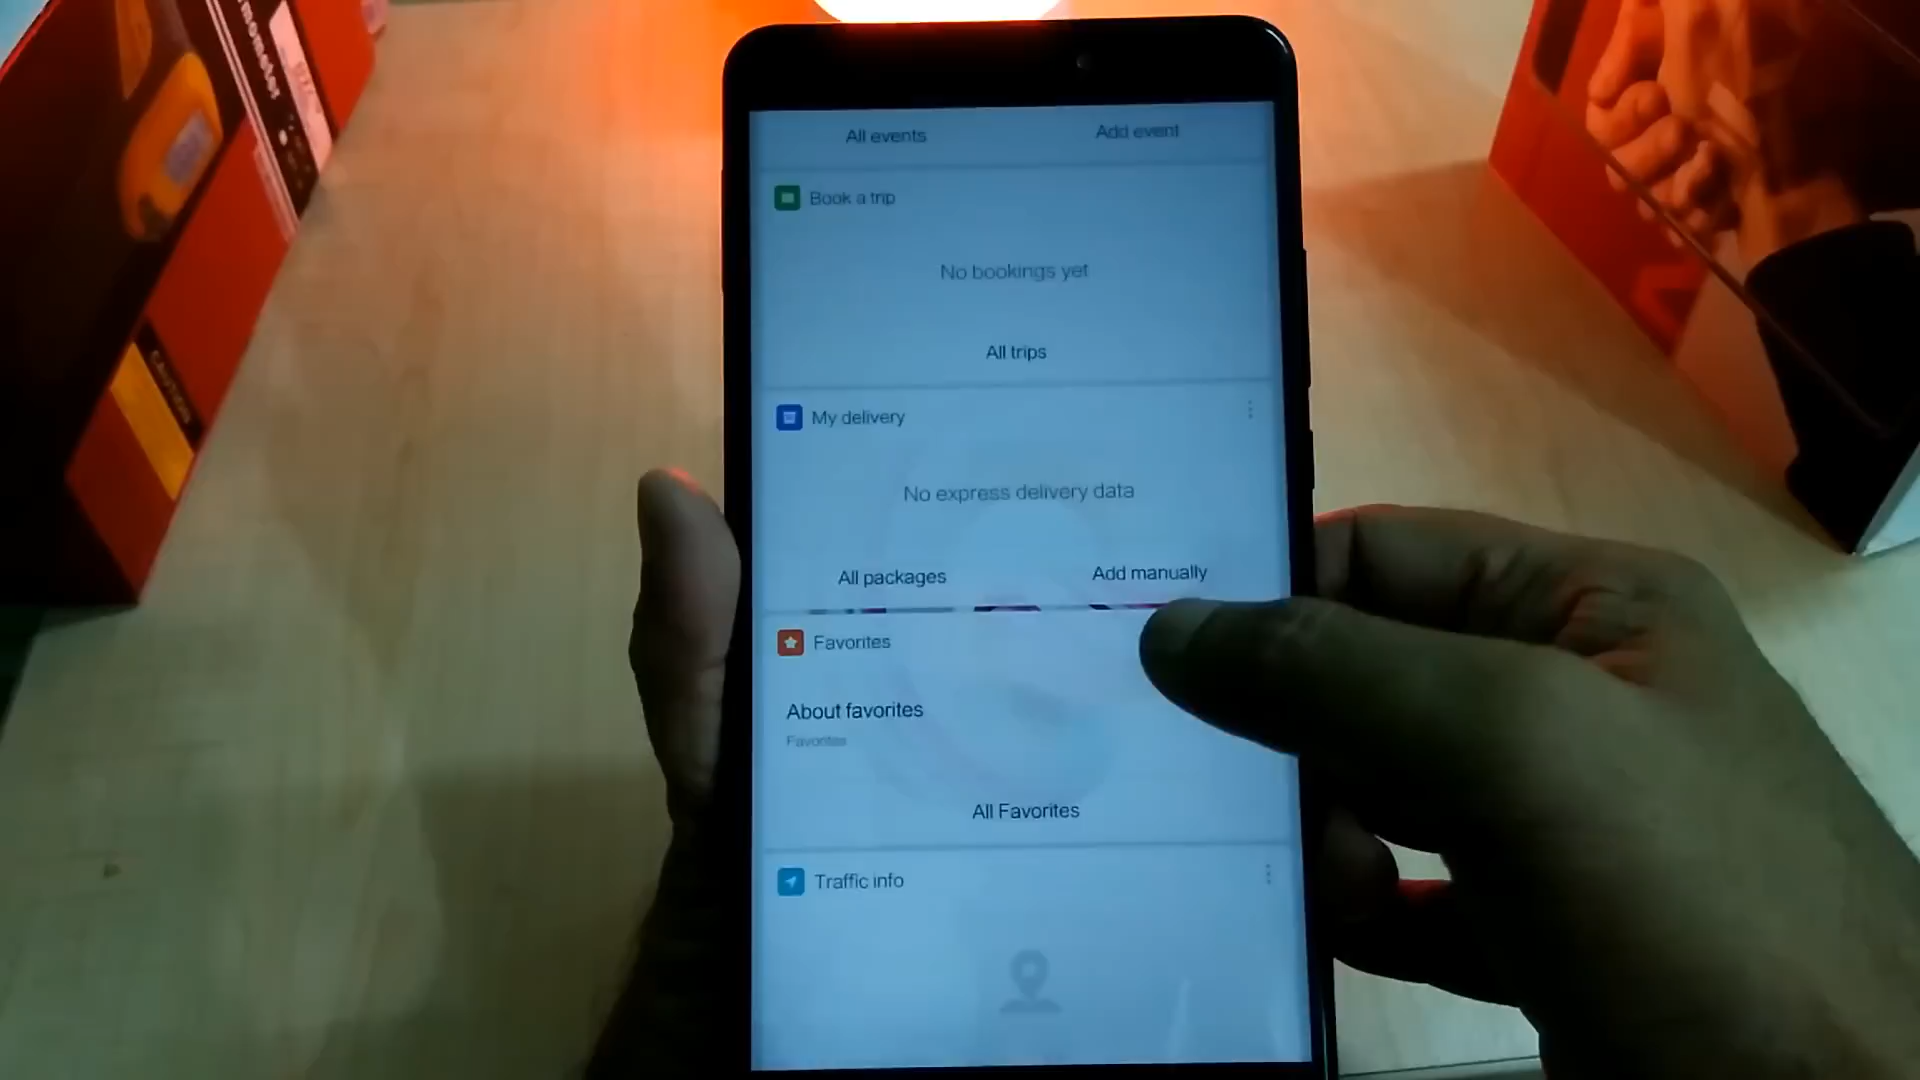 All events
Add event
Book a trip
No bookings yet
All trips
My delivery
No express delivery data
All packages
Add manually
Favorites
About favorites
Favorites
All Favorites
Traffic info
CAUTION